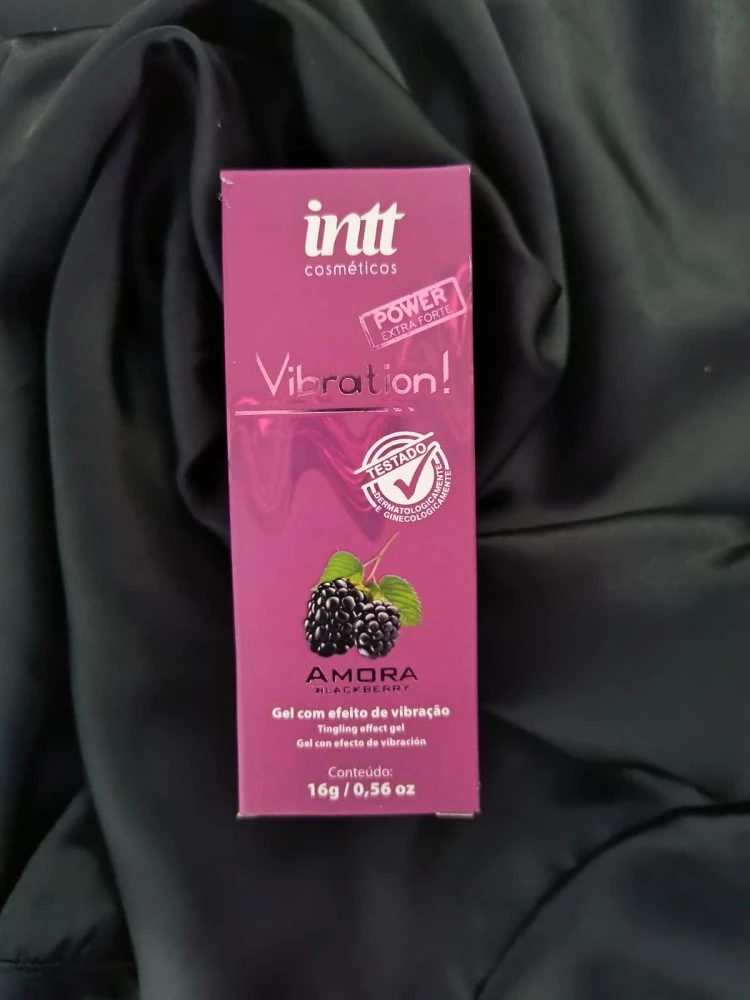 intt
cosméticos
POWER
EXTRA FORTE
Vibration!
TESTADO
DERMATOLOGICAMENTE
E GINECOLOGICAMENTE
AMORA
BLACKBERRY
Gel com efeito de vibração
Tingling effect gel
Gel con efecto de vibración
Conteúdo:
16g / 0,56 oz